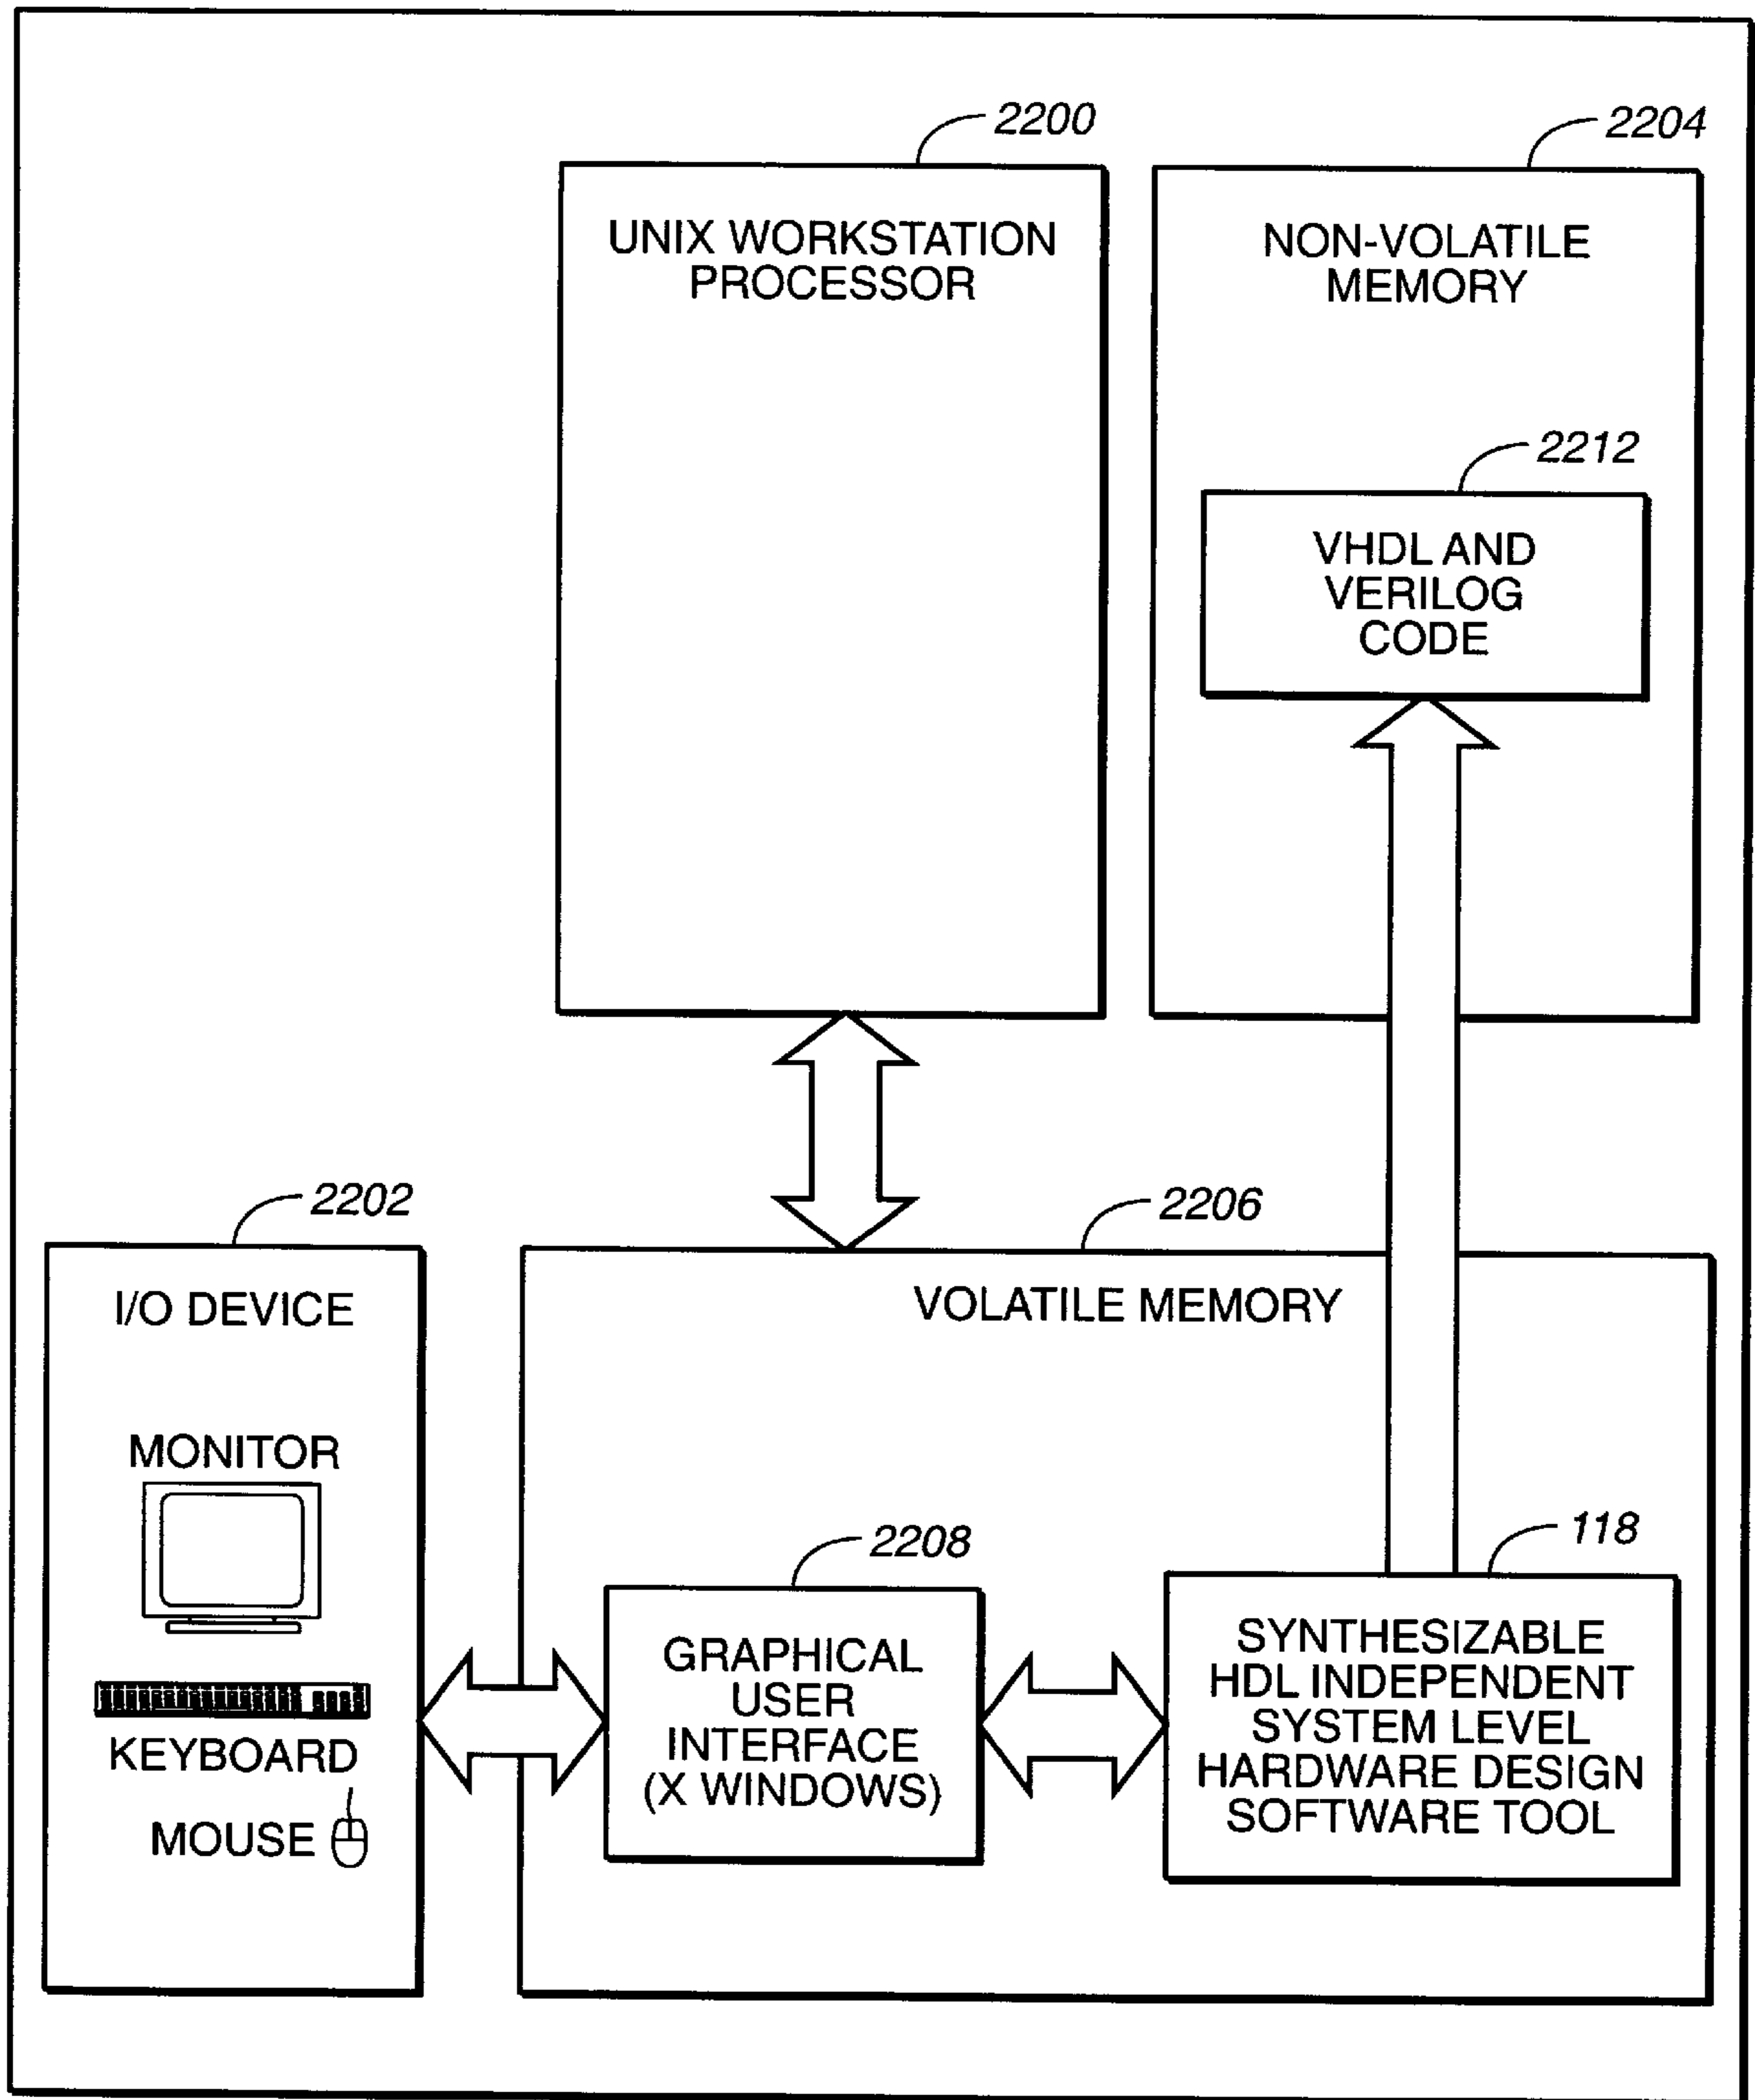 2200
UNIX WORKSTATION
PROCESSOR
2204
NON-VOLATILE
MEMORY
2212
VHDL AND
VERILOG
CODE
2202
I/O DEVICE
MONITOR
KEYBOARD
MOUSE
2206
VOLATILE MEMORY
2208
GRAPHICAL
USER
INTERFACE
(X WINDOWS)
118
SYNTHESIZABLE
HDL INDEPENDENT
SYSTEM LEVEL
HARDWARE DESIGN
SOFTWARE TOOL